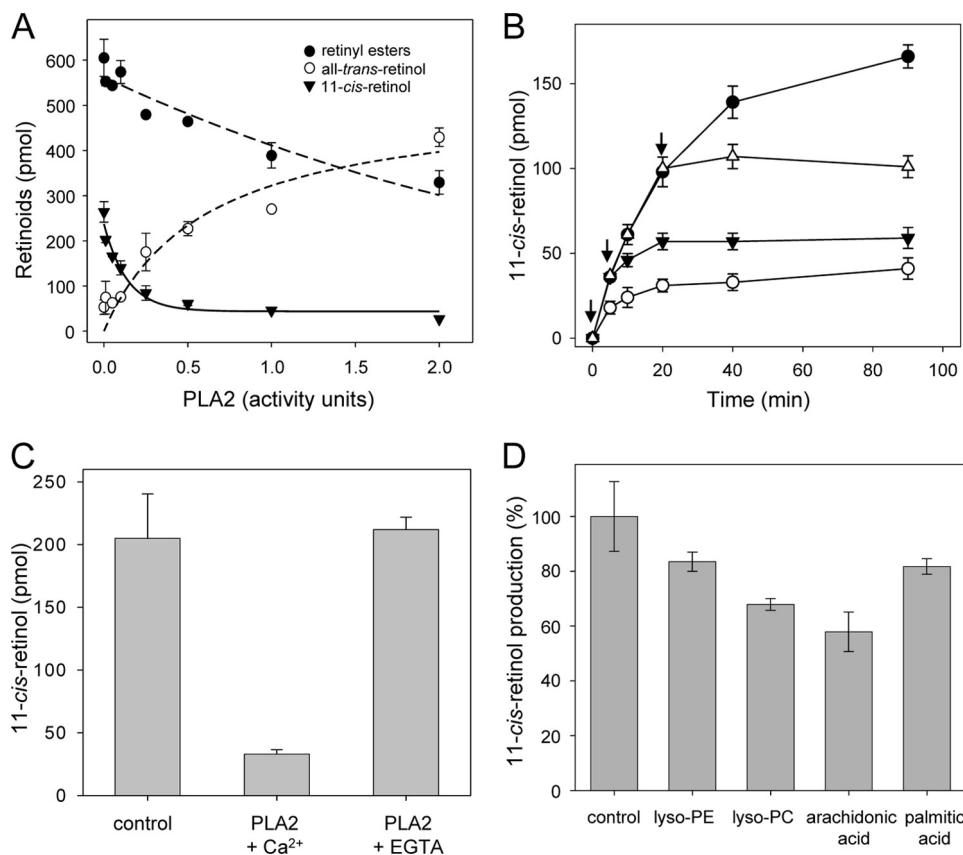 A
retinyl esters
all-trans-retinol
11-cis-retinol
600
500
400
300
200
100
0
Retinoids (pmol)
0.0 0.5 1.0 1.5 2.0
PLA2 (activity units)
B
150
100
50
0
11-cis-retinol (pmol)
0 20 40 60 80 100
Time (min)
C
250
200
150
100
50
0
11-cis-retinol (pmol)
control PLA2 PLA2
+ Ca²⁺ + EGTA
D
100
80
60
40
20
0
11-cis-retinol production (%)
control lyso-PE lyso-PC arachidonic palmitic
acid acid